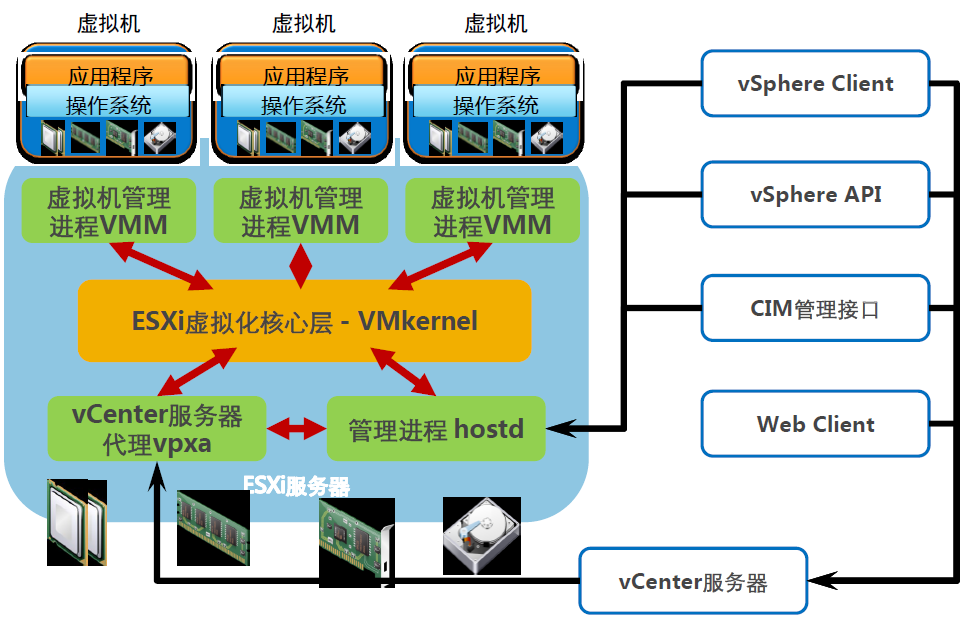 虚拟机
虚拟机
虚拟机
应用程序
操作系统
应用程序
操作系统
应用程序
操作系统
虚拟机管理
进程VMM
虚拟机管理
进程VMM
虚拟机管理
进程VMM
ESXi虚拟化核心层 - VMkernel
vCenter服务器
代理vpxa
管理进程 hostd
ESXi服务器
vSphere Client
vSphere API
CIM管理接口
Web Client
vCenter服务器